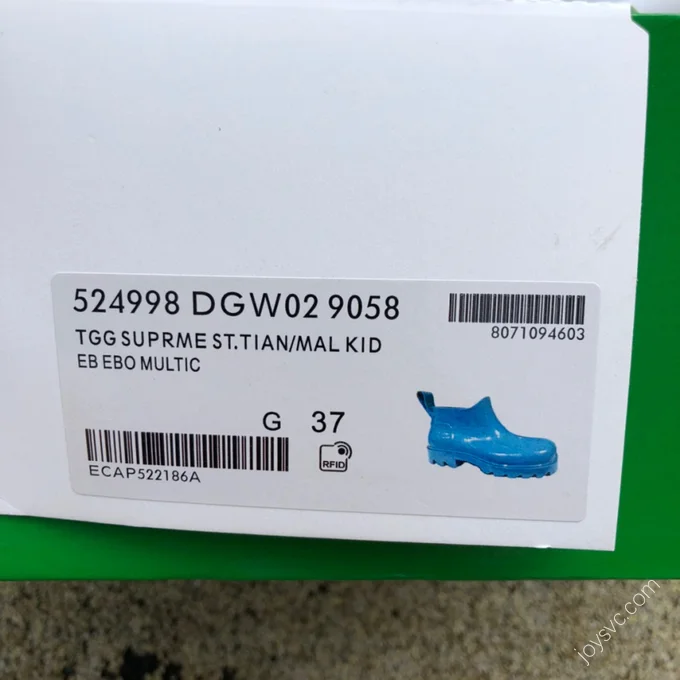 524998 DGW02 9058
8071094603
TGG SUPRME ST.TIAN/MAL KID
EB EBO MULTIC
G 37
RFID
ECAP522186A
joysvc.com